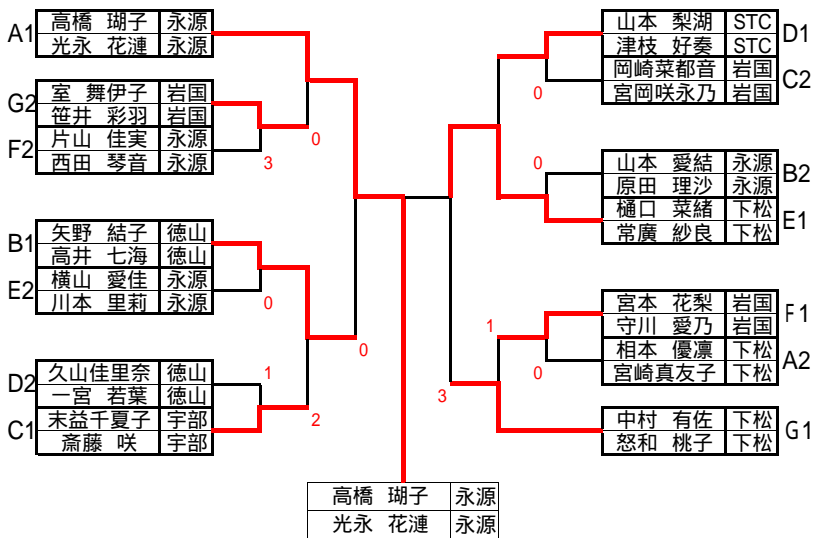 A1
高橋 瑚子 永源
光永 花漣 永源
G2
室 舞伊子 岩国
笹井 彩羽 岩国
F2
片山 佳実 永源
西田 琴音 永源
0
3
B1
矢野 結子 徳山
高井 七海 徳山
E2
横山 愛佳 永源
川本 里莉 永源
0
0
D2
久山佳里奈 徳山
一宮 若葉 徳山
C1
末益千夏子 宇部
斎藤 咲 宇部
1
2
山本 梨湖 STC
津枝 好奏 STC
D1
岡崎菜都音 岩国
宮岡咲永乃 岩国
C2
0
山本 愛結 永源
原田 理沙 永源
B2
樋口 菜緒 下松
常廣 紗良 下松
E1
0
宮本 花梨 岩国
守川 愛乃 岩国
F1
相本 優凛 下松
宮崎真友子 下松
A2
1
0
3
中村 有佐 下松
怒和 桃子 下松
G1
高橋 瑚子 永源
光永 花漣 永源